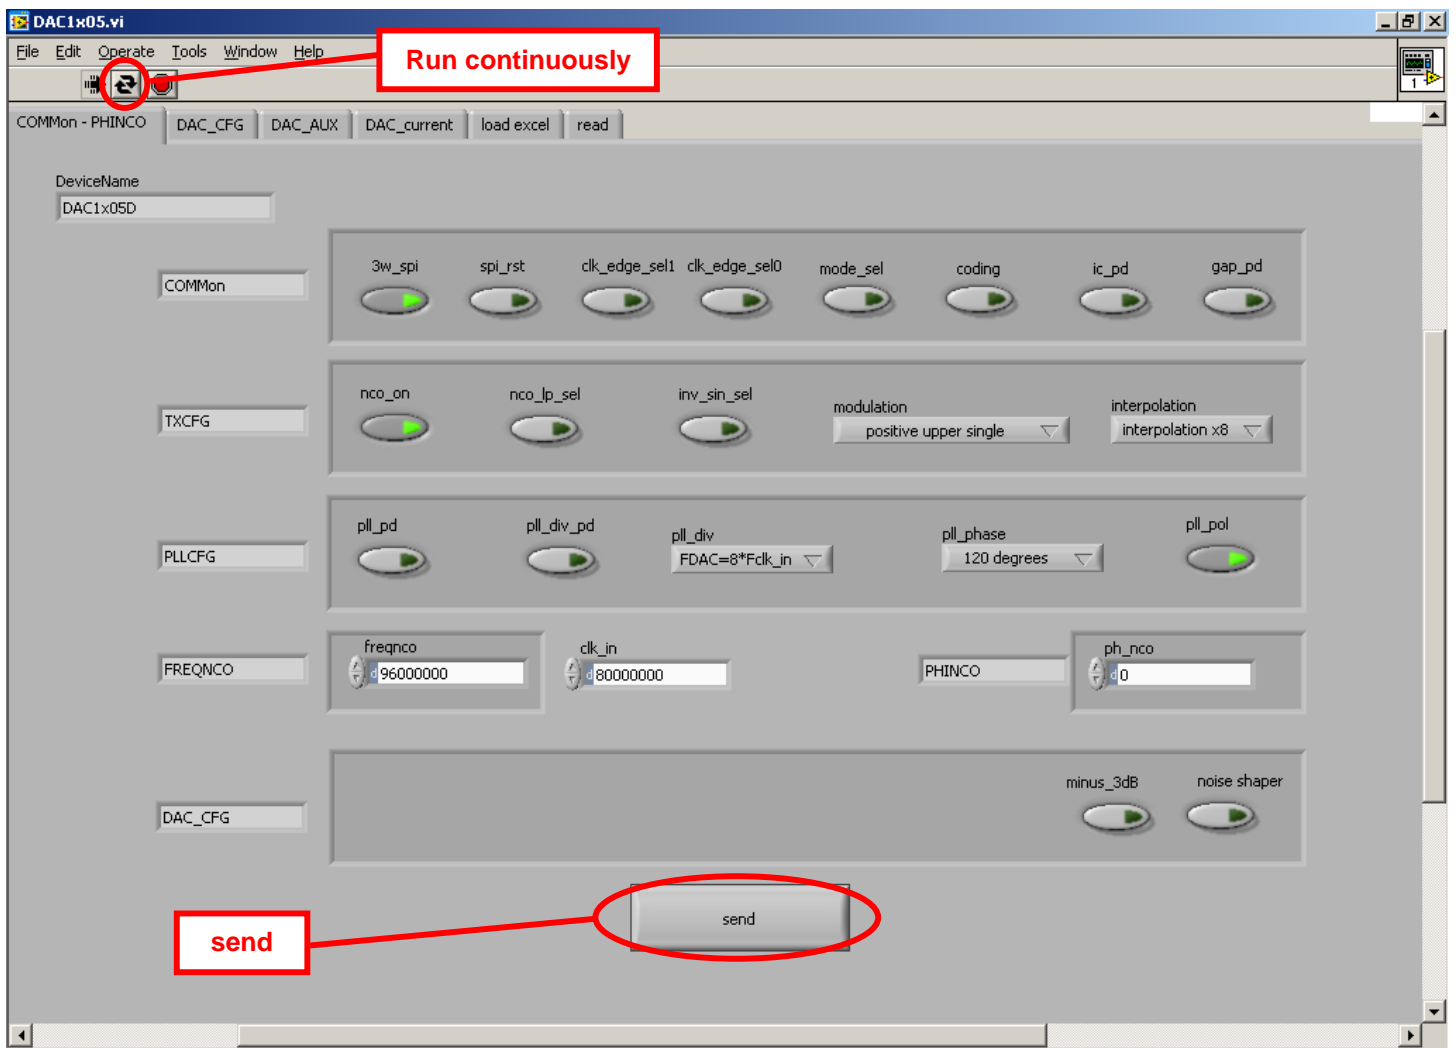 DAC1x05.vi
File Edit Operate Tools Window Help
Run continuously
1
COMMon - PHINCO DAC_CFG DAC_AUX DAC_current load excel read
DeviceName
DAC1x05D
COMMon
3w_spi spi_rst clk_edge_sel1 clk_edge_sel0 mode_sel coding ic_pd gap_pd
TXCFG
nco_on nco_lp_sel inv_sin_sel modulation interpolation
positive upper single interpolation x8
PLLCFG
pll_pd pll_div_pd pll_div pll_phase pll_pol
FDAC=8*Fclk_in 120 degrees
FREQNCO
freqnco clk_in ph_nco
d 96000000 d 80000000 PHINCO d 0
DAC_CFG
minus_3dB noise shaper
send
send